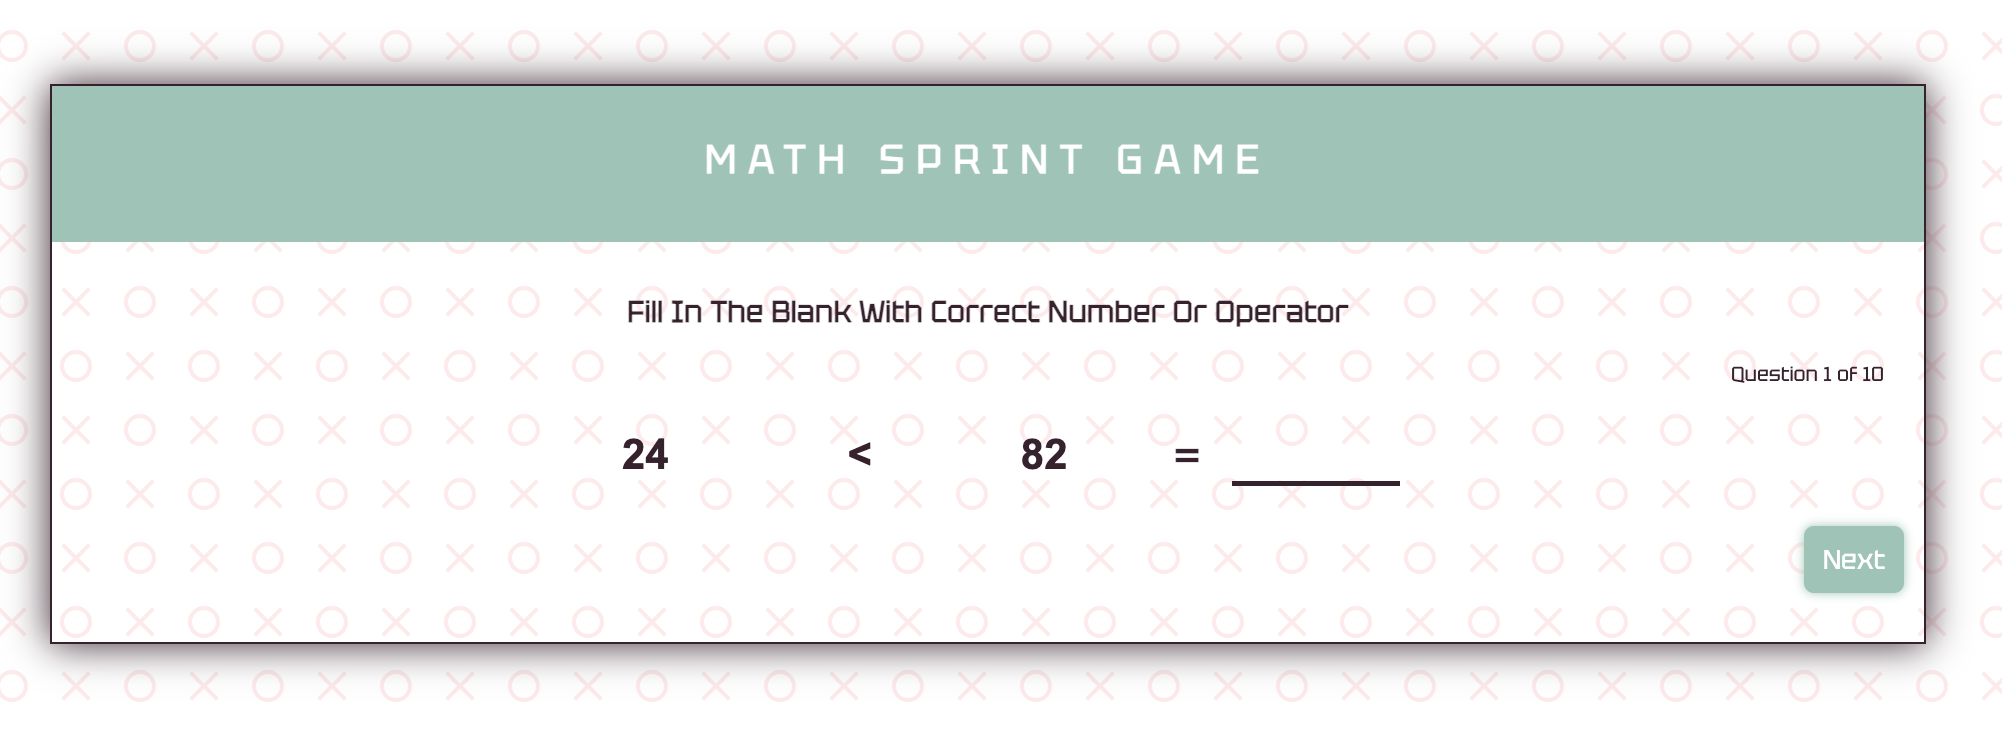 MATH SPRINT GAME
Fill In The Blank With Correct Number Or Operator
Question 1 of 10
24 < 82 =
Next